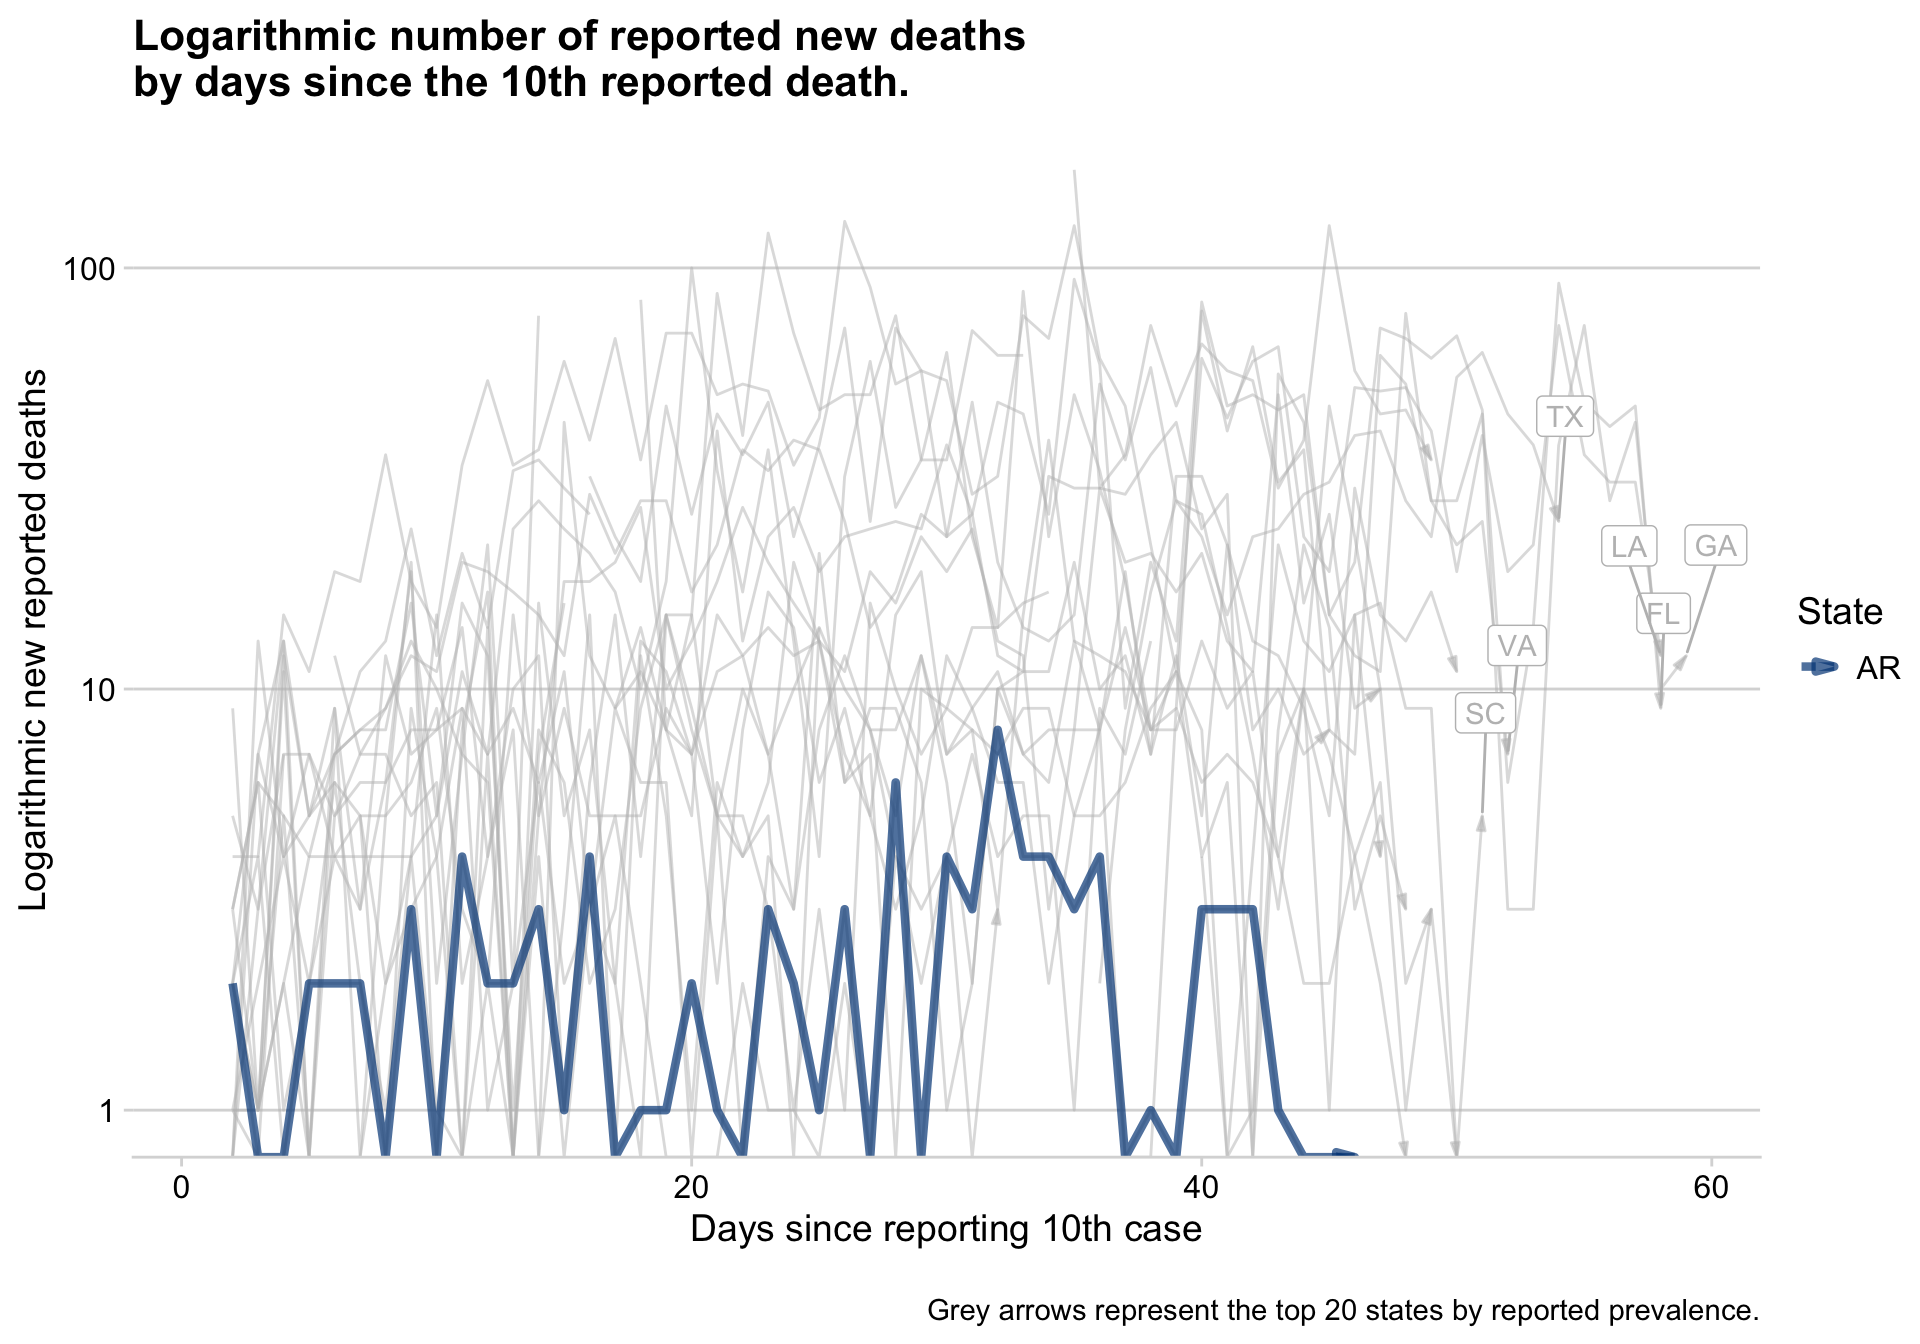 Logarithmic number of reported new deaths
by days since the 10th reported death.
Logarithmic new reported deaths
100
10
1
TX
LA
GA
FL
VA
SC
State
AR
0
20
40
60
Days since reporting 10th case
Grey arrows represent the top 20 states by reported prevalence.